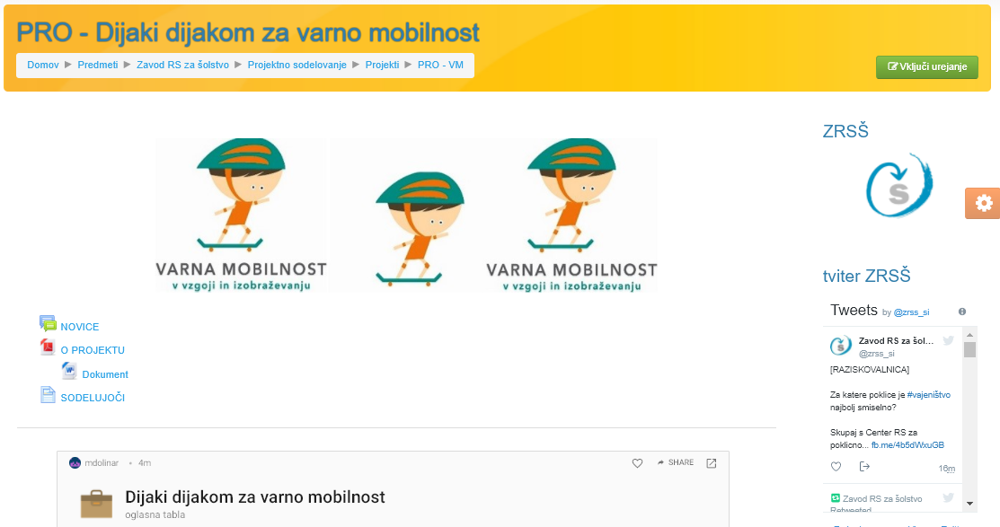 PRO - Dijaki dijakom za varno mobilnost
Domov ▶ Predmeti ▶ Zavod RS za šolstvo ▶ Projektno sodelovanje ▶ Projekti ▶ PRO - VM
Vključi urejanje
VARNA MOBILNOST
v vzgoji in izobraževanju
VARNA MOBILNOST
v vzgoji in izobraževanju
NOVICE
O PROJEKTU
Dokument
SODELUJOČI
mdolinar • 4m
SHARE
Dijaki dijakom za varno mobilnost
oglasna tabla
ZRSŠ
S
tviter ZRSŠ
Tweets by @zrss_si
Zavod RS za šol...
@zrss_si
[RAZISKOVALNICA]
Za katere poklice je #vajeništvo
najbolj smiselno?
Skupaj s Center RS za
poklicno... fb.me/4b5dWxuGB
16m
Zavod RS za šolstvo
Retweeted